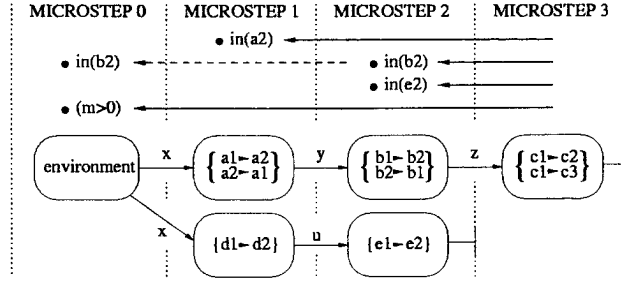 MICROSTEP 0 MICROSTEP 1 MICROSTEP 2 MICROSTEP 3
• in(a2)
• in(b2) • in(b2)
• in(e2)
• (m>0)
environment x { a1►a2 a2►a1 } y { b1►b2 b2►b1 } z { c1►c2 c1►c3 }
x {d1►d2} u {e1►e2}